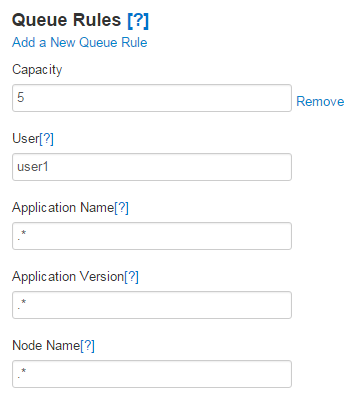 Queue Rules [?]
Add a New Queue Rule
Capacity
5
Remove
User[?]
user1
Application Name[?]
.*
Application Version[?]
.*
Node Name[?]
.*